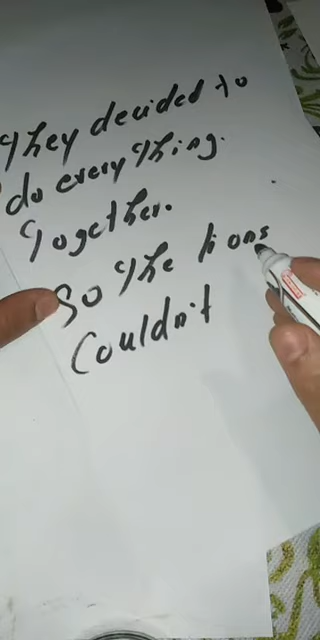 They decided to
do every thing.
Together.
So the lions
Couldn't